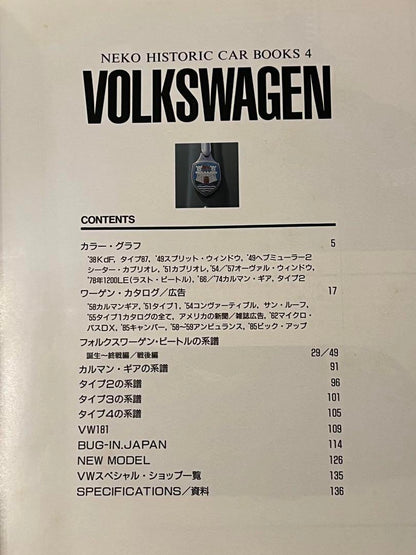 NEKO HISTORIC CAR BOOKS 4
VOLKSWAGEN
CONTENTS
カラー・グラフ 5
'38KdF, タイプ87, '49スプリット・ウィンドウ, '49ヘブミューラー2
シーター・カブリオレ, '51カブリオレ, '54/'57オーヴァル・ウィンドウ,
'78年1200LE(ラスト・ビートル), '66/'74カルマン・ギア, タイプ2
ワーゲン・カタログ/広告 17
'58カルマンギア, '51タイプ1, '54コンヴァーティブル, サン・ルーフ,
'55タイプ1カタログの全て, アメリカの新聞/雑誌広告, '62マイクロ・
バスDX, '85キャンパー, '58〜59アンビュランス, '85ピック・アップ
フォルクスワーゲン・ビートルの系譜
誕生〜終戦編/戦後編 29/49
カルマン・ギアの系譜 91
タイプ2の系譜 96
タイプ3の系譜 101
タイプ4の系譜 105
VW181 109
BUG-IN.JAPAN 114
NEW MODEL 126
VWスペシャル・ショップ一覧 135
SPECIFICATIONS/資料 136